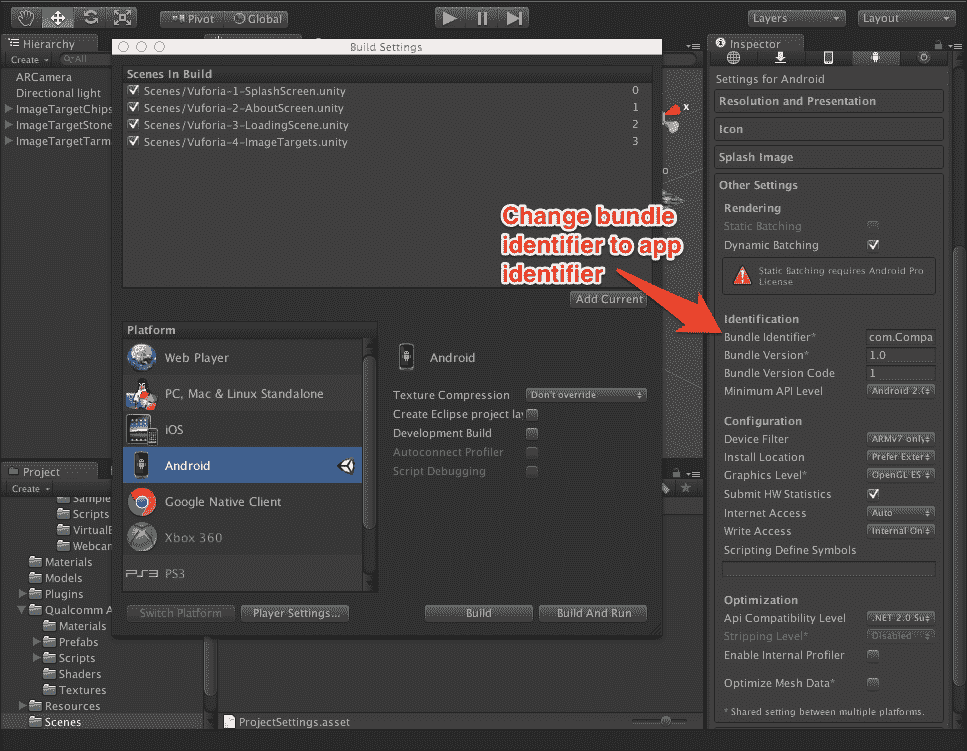 Pivot
Global
Layers
Layout
Hierarchy
Create
All
ARCamera
Directional light
ImageTargetChips
ImageTargetStone
ImageTargetTarm
Build Settings
Scenes In Build
Scenes/Vuforia-1-SplashScreen.unity 0
Scenes/Vuforia-2-AboutScreen.unity 1
Scenes/Vuforia-3-LoadingScene.unity 2
Scenes/Vuforia-4-ImageTargets.unity 3
Change bundle
identifier to app
identifier
Add Current
Platform
Web Player
PC, Mac & Linux Standalone
iOS
Android
Google Native Client
Xbox 360
PS3
Android
Texture Compression Don't override
Create Eclipse project la
Development Build
Autoconnect Profiler
Script Debugging
Switch Platform
Player Settings...
Build
Build And Run
x
Inspector
Settings for Android
Resolution and Presentation
Icon
Splash Image
Other Settings
Rendering
Static Batching
Dynamic Batching
Static Batching requires Android Pro
License
Identification
Bundle Identifier* com.Compa
Bundle Version* 1.0
Bundle Version Code 1
Minimum API Level Android 2.
Configuration
Device Filter ARMv7 only
Install Location Prefer Exter
Graphics Level* OpenGL ES
Submit HW Statistics
Internet Access Auto
Write Access Internal On
Scripting Define Symbols
Optimization
Api Compatibility Level .NET 2.0 Su
Stripping Level* Disabled
Enable Internal Profiler
Optimize Mesh Data*
* Shared setting between multiple platforms.
Project
Create
Sample
Scripts
VirtualB
Webcam
Materials
Models
Plugins
Qualcomm A
Materials
Prefabs
Scripts
Shaders
Textures
Resources
Scenes
ProjectSettings.asset